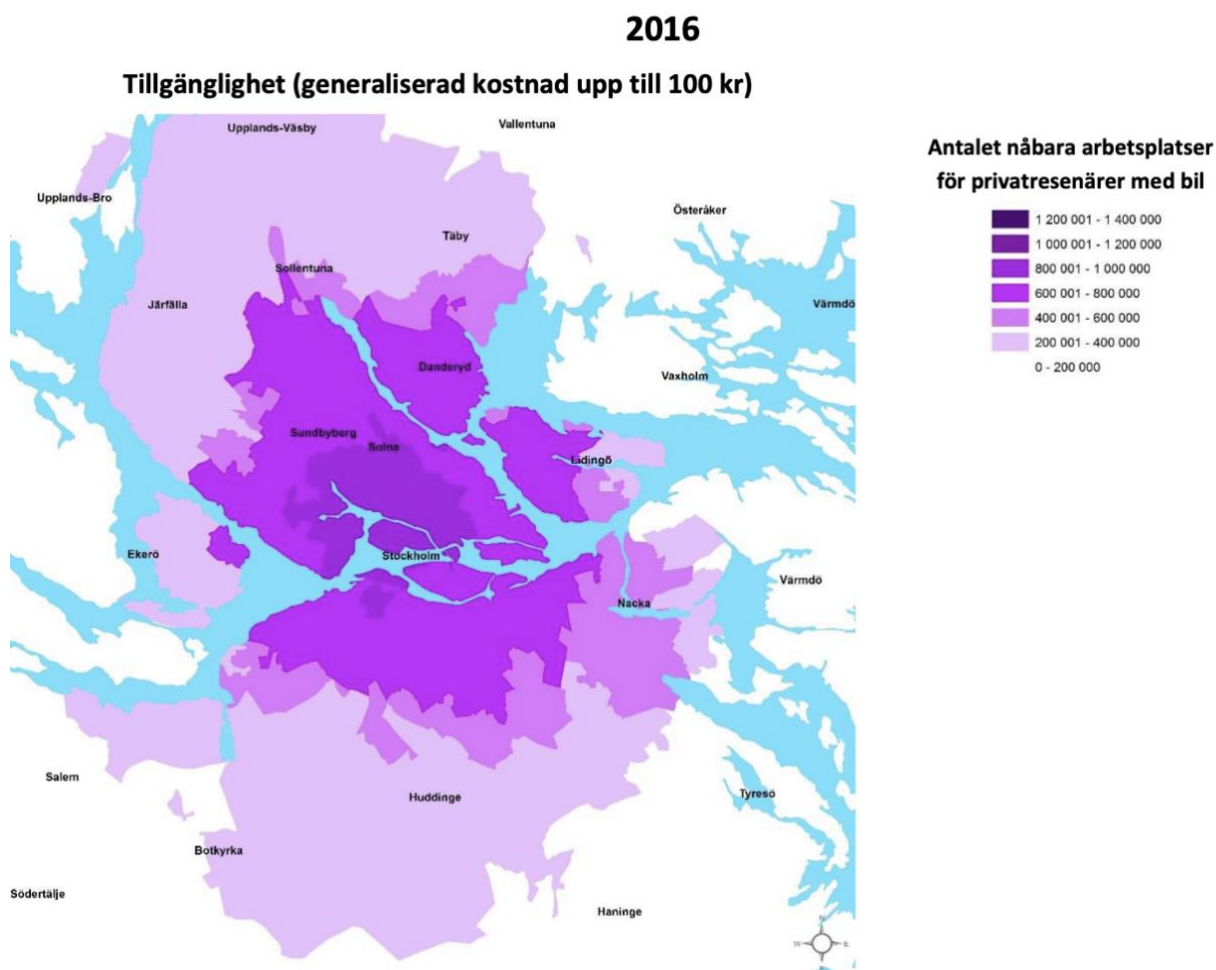 2016
Tillgänglighet (generaliserad kostnad upp till 100 kr)
Upplands-Väsby
Vallentuna
Antalet nåbara arbetsplatser
för privatresenärer med bil
Upplands-Bro
Österåker
1 200 001 - 1 400 000
1 000 001 - 1 200 000
800 001 - 1 000 000
600 001 - 800 000
400 001 - 600 000
200 001 - 400 000
0 - 200 000
Täby
Sollentuna
Järfälla
Värmdö
Danderyd
Vaxholm
Sundbyberg
Solna
Lidingö
Ekerö
Stockholm
Värmdö
Nacka
Salem
Huddinge
Tyresö
Botkyrka
Södertälje
Haninge
N
W
E
S